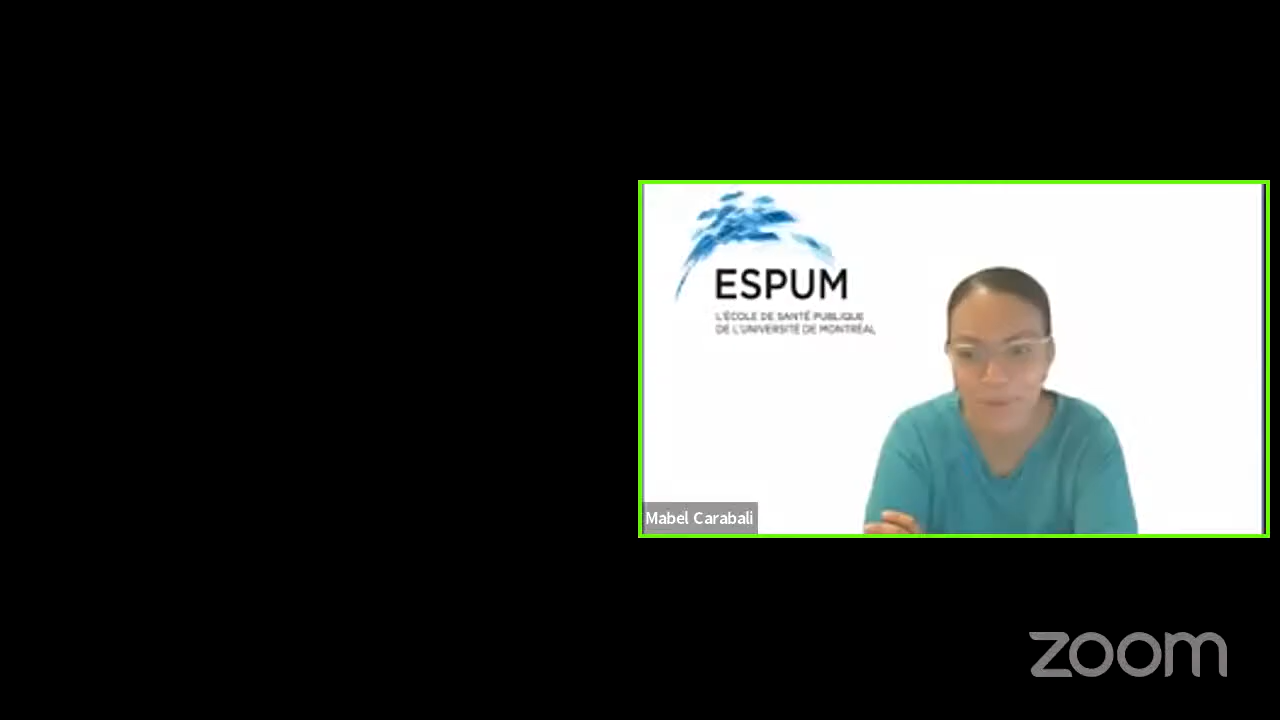 ESPUM
L'ÉCOLE DE SANTÉ PUBLIQUE
DE L'UNIVERSITÉ DE MONTRÉAL
Mabel Carabali
zoom